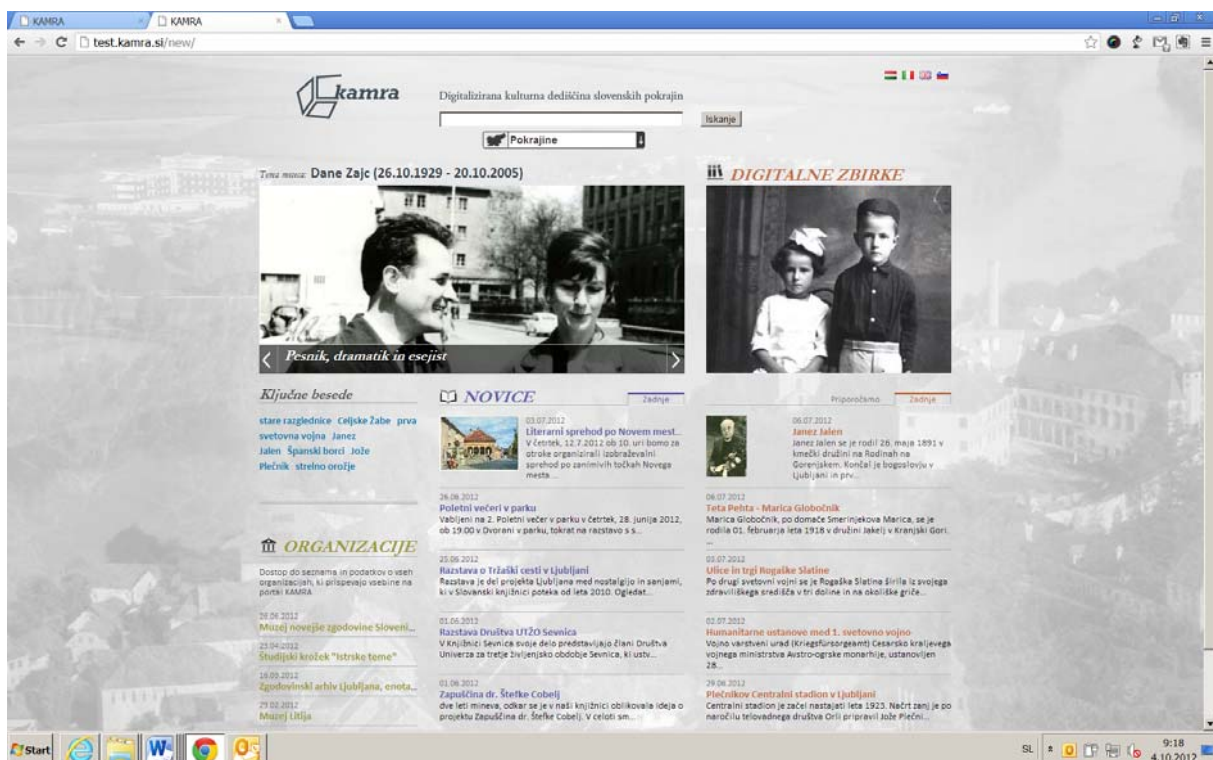 KAMRA
KAMRA
test.kamra.si/new/
kamra
Digitalizirana kulturna dediščina slovenskih pokrajin
Iskanje
Pokrajine
Tema meseca: Dane Zajc (26.10.1929 - 20.10.2005)
Pesnik, dramatik in esejist
DIGITALNE ZBIRKE
Ključne besede
stare razglednice Celjske Žabe prva
svetovna vojna Janez
Jalen Španski borci Jože
Plečnik strelno orožje
ORGANIZACIJE
Dostop do seznama in podatkov o vseh
organizacijah, ki prispevajo vsebine na
portal KAMRA
26.06.2012
Muzej novejše zgodovine Sloveni...
23.04.2012
Študijski krožek "Istrske teme"
Zgodovinski arhiv Ljubljana, enota...
29.02.2012
Muzej Litija
NOVICE
Zadnje
03.07.2012
Literarni sprehod po Novem mest...
V četrtek, 12.7.2012 ob 10. uri bomo za
otroke organizirali izobraževalni
sprehod po zanimivih točkah Novega
mesta ...
26.06.2012
Poletni večeri v parku
Vabljeni na 2. Poletni večer v parku v četrtek, 28. junija 2012,
ob 19.00 v Dvorani v parku, tokrat na razstavo s s...
25.06.2012
Razstava o Tržaški cesti v Ljubljani
Razstava je del projekta Ljubljana med nostalgijo in sanjami,
ki v Slovanski knjižnici poteka od leta 2010. Ogledat...
01.06.2012
Razstava Društva UTŽO Sevnica
V Knjižnici Sevnica svoje delo predstavljajo člani Društva
Univerza za tretje življenjsko obdobje Sevnica, ki ustv...
01.06.2012
Zapuščina dr. Štefke Cobelj
dve leti mineva, odkar se je v naši knjižnici oblikovala ideja o
projektu Zapuščina dr. Štefke Cobelj. V celoti sm...
Priporočamo
Zadnje
06.07.2012
Janez Jalen
Janez Jalen se je rodil 26. maja 1891 v
kmečki družini na Rodinah na
Gorenjskem. Končal je bogoslovju v
Ljubljani in prv...
06.07.2012
Teta Pehta - Marica Globočnik
Marica Globočnik, po domače Smerinjekova Marica, se je
rodila 01. februarja leta 1918 v družini Jakelj v Kranjski Gori.
...
03.07.2012
Ulice in trgi Rogaške Slatine
Po drugi svetovni vojni se je Rogaška Slatina širila iz svojega
zdraviliškega središča v tri doline in na okoliške griče...
02.07.2012
Humanitarne ustanove med 1. svetovno vojno
Vojno varstveni urad (Kriegsfürsorgeamt) Cesarsko kraljevega
vojnega ministrstva Avstro-ogrske monarhije, ustanovljen
28...
29.06.2012
Plečnikov Centralni stadion v Ljubljani
Centralni stadion je začel nastajati leta 1923. Načrt zanj je po
naročilu telovadnega društva Orli pripravil Jože Plečni...
Start
SL
9:18
4.10.2012